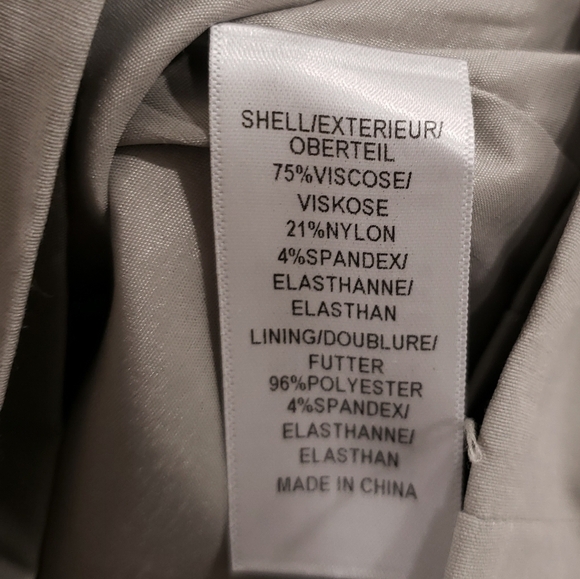 SHELL/EXTERIEUR/
OBERTEIL
75%VISCOSE/
VISKOSE
21%NYLON
4%SPANDEX/
ELASTHANNE/
ELASTHAN
LINING/DOUBLURE/
FUTTER
96%POLYESTER
4%SPANDEX/
ELASTHANNE/
ELASTHAN
MADE IN CHINA